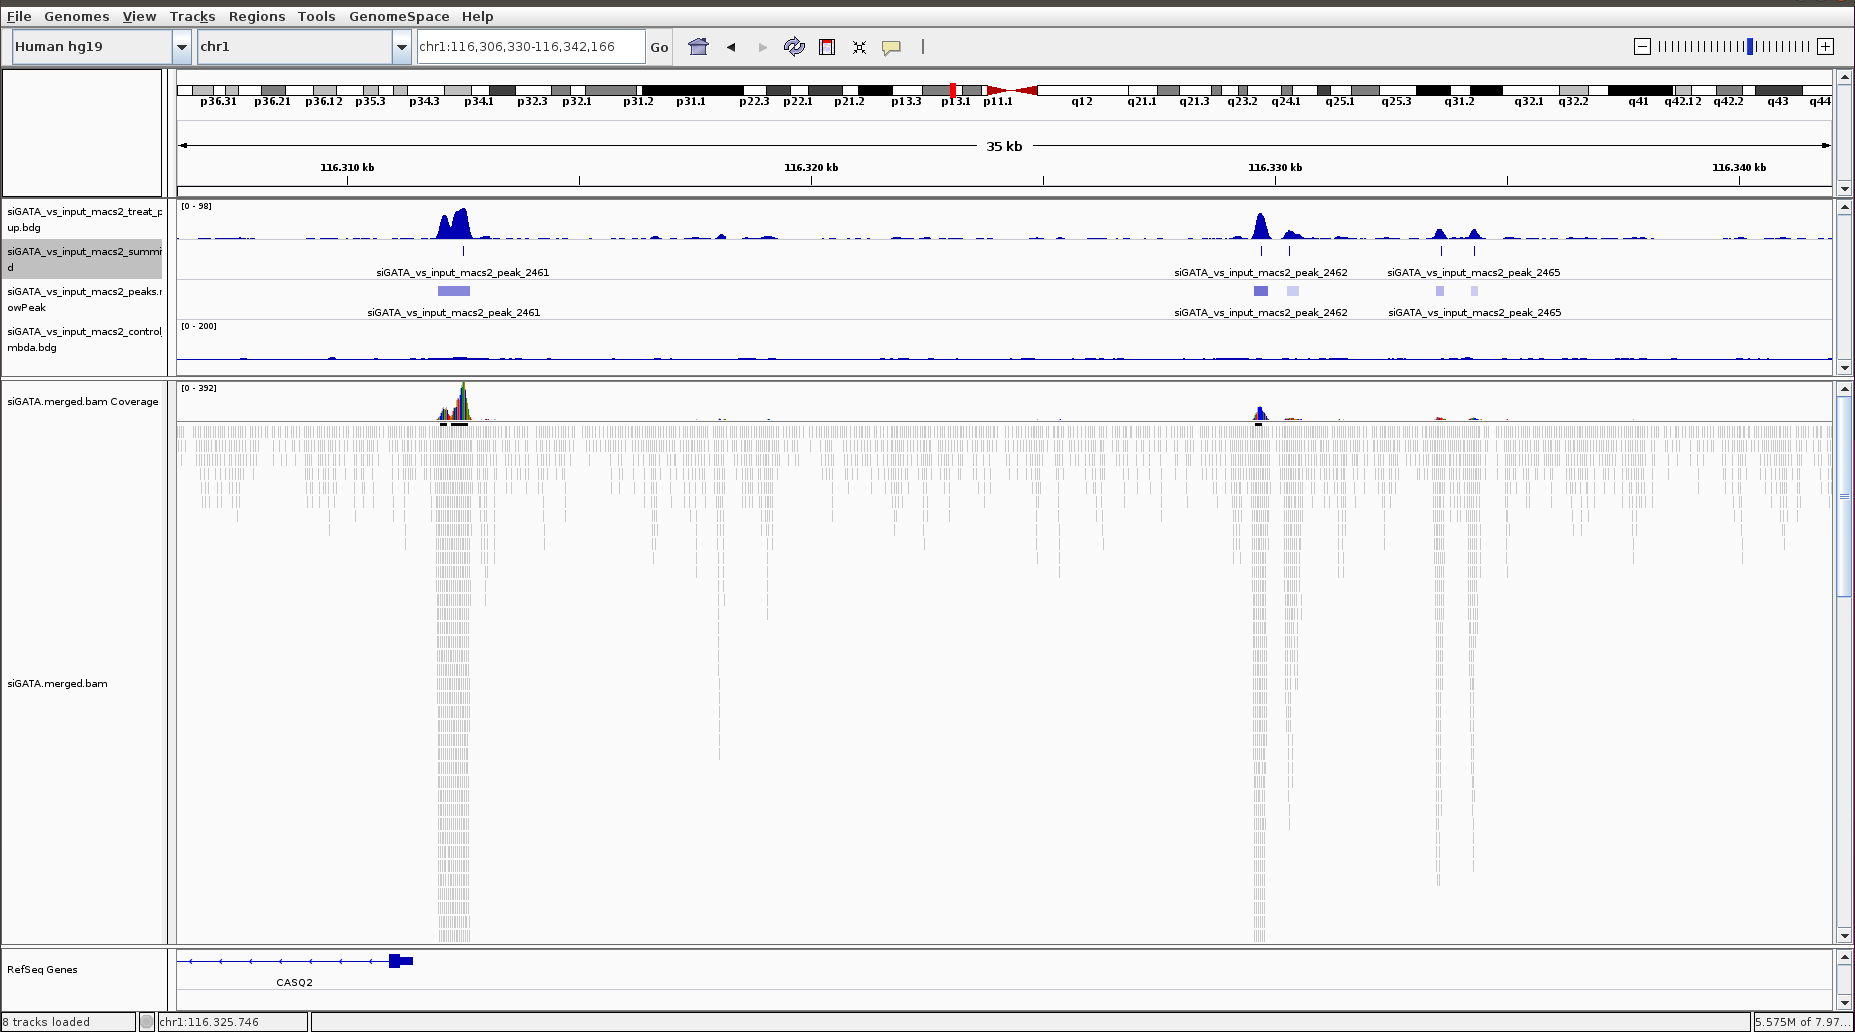 File Genomes View Tracks Regions Tools GenomeSpace Help
Human hg19 chr1 chr1:116,306,330-116,342,166 Go
p36.31 p36.21 p36.12 p35.3 p34.3 p34.1 p32.3 p32.1 p31.2 p31.1 p22.3 p22.1 p21.2 p13.3 p13.1 p11.1 q12 q21.1 q21.3 q23.2 q24.1 q25.1 q25.3 q31.2 q32.1 q32.2 q41 q42.12 q42.2 q43 q44
35 kb
116.310 kb 116.320 kb 116.330 kb 116.340 kb
siGATA_vs_input_macs2_treat_p
up.bdg
[0 - 98]
siGATA_vs_input_macs2_summi
d
siGATA_vs_input_macs2_peak_2461 siGATA_vs_input_macs2_peak_2462 siGATA_vs_input_macs2_peak_2465
siGATA_vs_input_macs2_peaks.n
owPeak
siGATA_vs_input_macs2_peak_2461 siGATA_vs_input_macs2_peak_2462 siGATA_vs_input_macs2_peak_2465
siGATA_vs_input_macs2_control
mbda.bdg
[0 - 200]
siGATA.merged.bam Coverage
[0 - 392]
siGATA.merged.bam
RefSeq Genes
CASQ2
8 tracks loaded chr1:116.325.746 5.575M of 7.97...